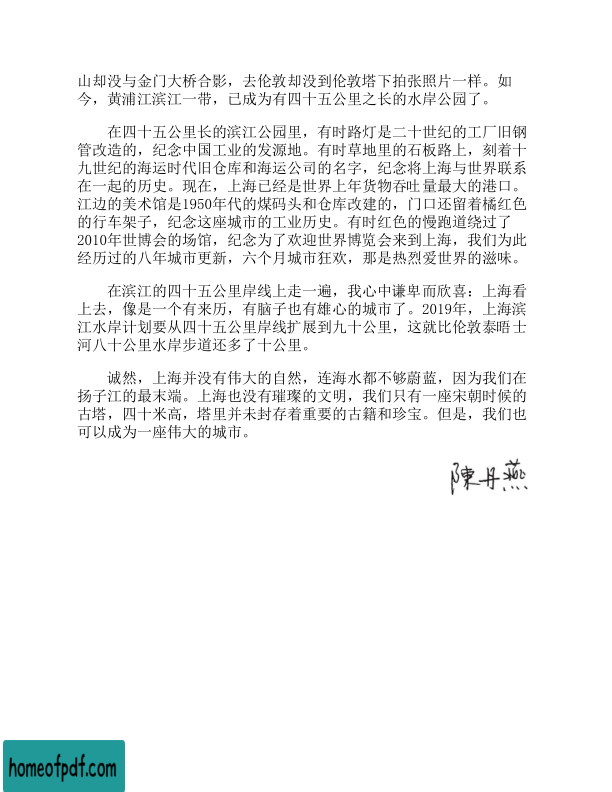 山却没与金门大桥合影，去伦敦却没到伦敦塔下拍张照片一样。如
今，黄浦江滨江一带，已成为有四十五公里之长的水岸公园了。
在四十五公里长的滨江公园里，有时路灯是二十世纪的工厂旧钢
管改造的，纪念中国工业的发源地。有时草地里的石板路上，刻着十
九世纪的海运时代旧仓库和海运公司的名字，纪念将上海与世界联系
在一起的历史。现在，上海已经是世界上年货物吞吐量最大的港口。
江边的美术馆是1950年代的煤码头和仓库改建的，门口还留着橘红色
的行车架子，纪念这座城市的工业历史。有时红色的慢跑道绕过了
2010年世博会的场馆，纪念为了欢迎世界博览会来到上海，我们为此
经历过的八年城市更新，六个月城市狂欢，那是热烈爱世界的滋味。
在滨江的四十五公里岸线上走一遍，我心中谦卑而欣喜：上海看
上去，像是一个有来历，有脑子也有雄心的城市了。2019年，上海滨
江水岸计划要从四十五公里岸线扩展到九十公里，这就比伦敦泰晤士
河八十公里水岸步道还多了十公里。
诚然，上海并没有伟大的自然，连海水都不够蔚蓝，因为我们在
扬子江的最末端。上海也没有璀璨的文明，我们只有一座宋朝时候的
古塔，四十米高，塔里并未封存着重要的古籍和珍宝。但是，我们也
可以成为一座伟大的城市。
陳丹燕
homeofpdf.com